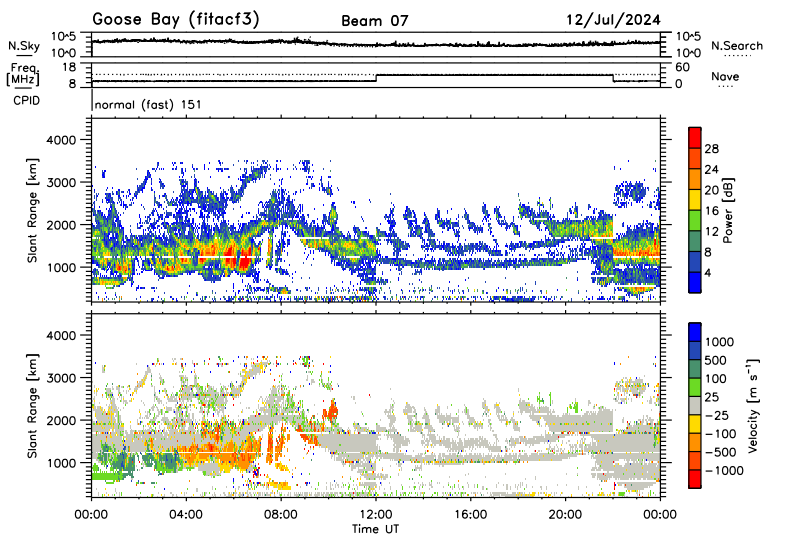 Goose Bay (fitacf3) Beam 07 12/Jul/2024
N.Sky 10^5 10^0 10^5 10^0 N.Search
Freq. [MHz] 18 8 60 0 Nave
CPID normal (fast) 151
Slant Range [km] 4000 3000 2000 1000
Power [dB] 28 24 20 16 12 8 4
Slant Range [km] 4000 3000 2000 1000
Velocity [m s⁻¹] 1000 500 100 25 −25 −100 −500 −1000
00:00 04:00 08:00 12:00 16:00 20:00 00:00
Time UT